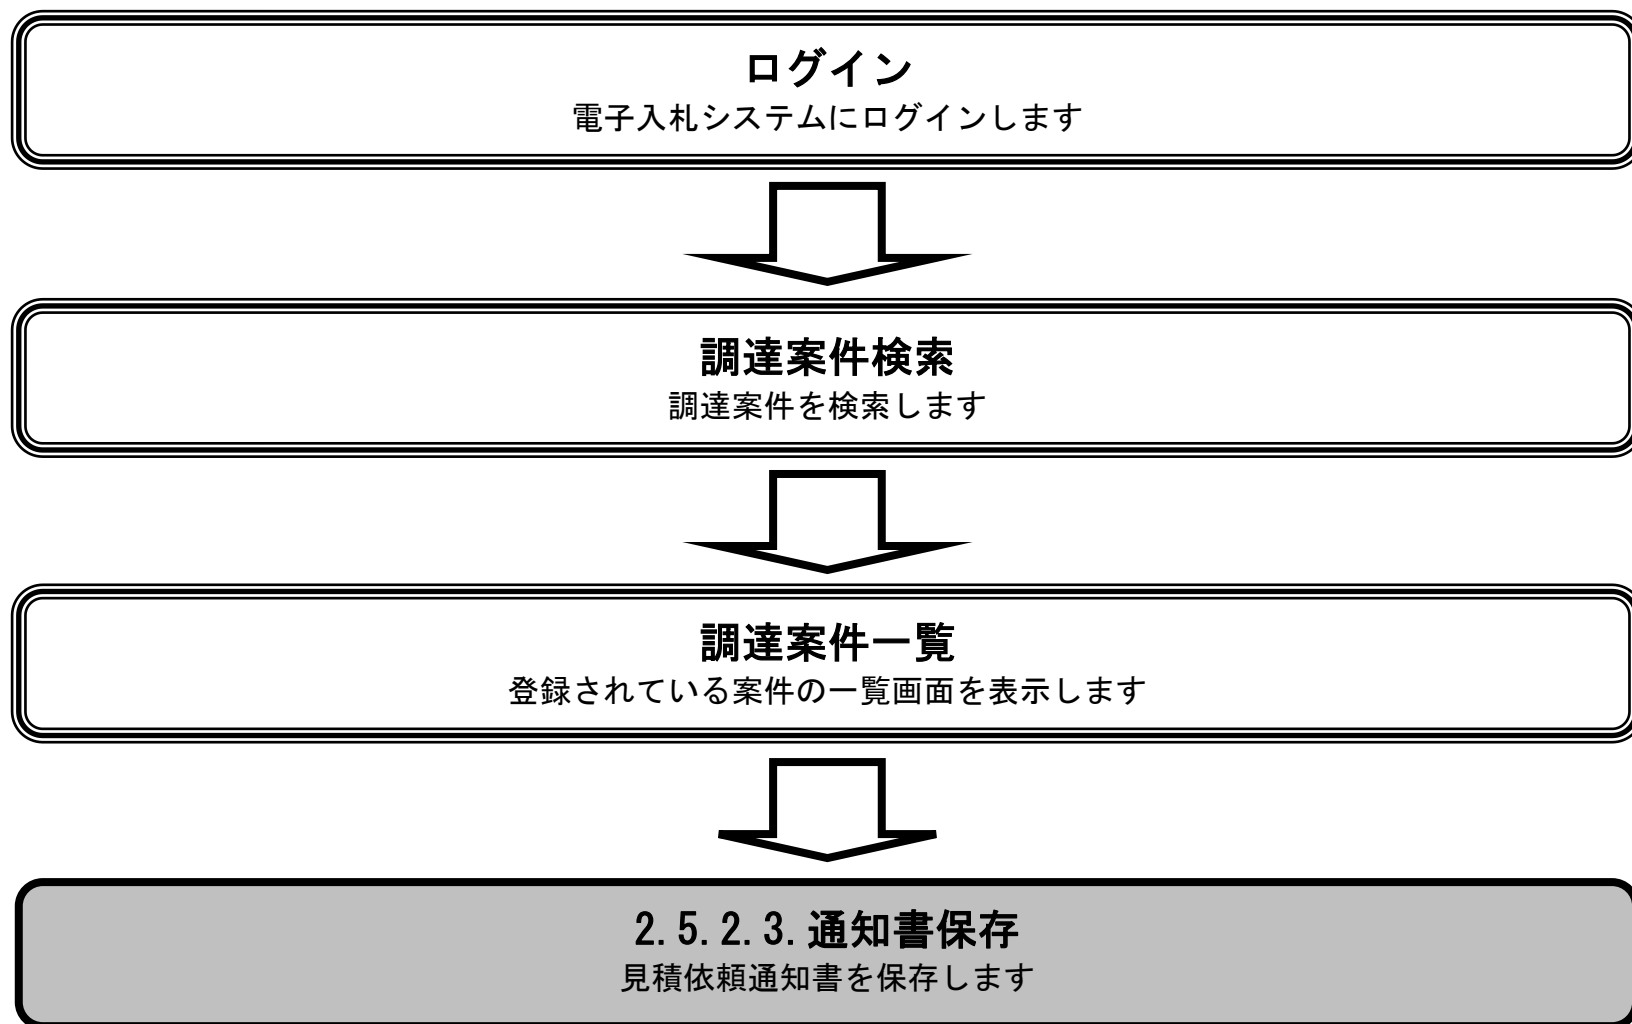 ログイン
電子入札システムにログインします
調達案件検索
調達案件を検索します
調達案件一覧
登録されている案件の一覧画面を表示します
2.5.2.3.通知書保存
見積依頼通知書を保存します